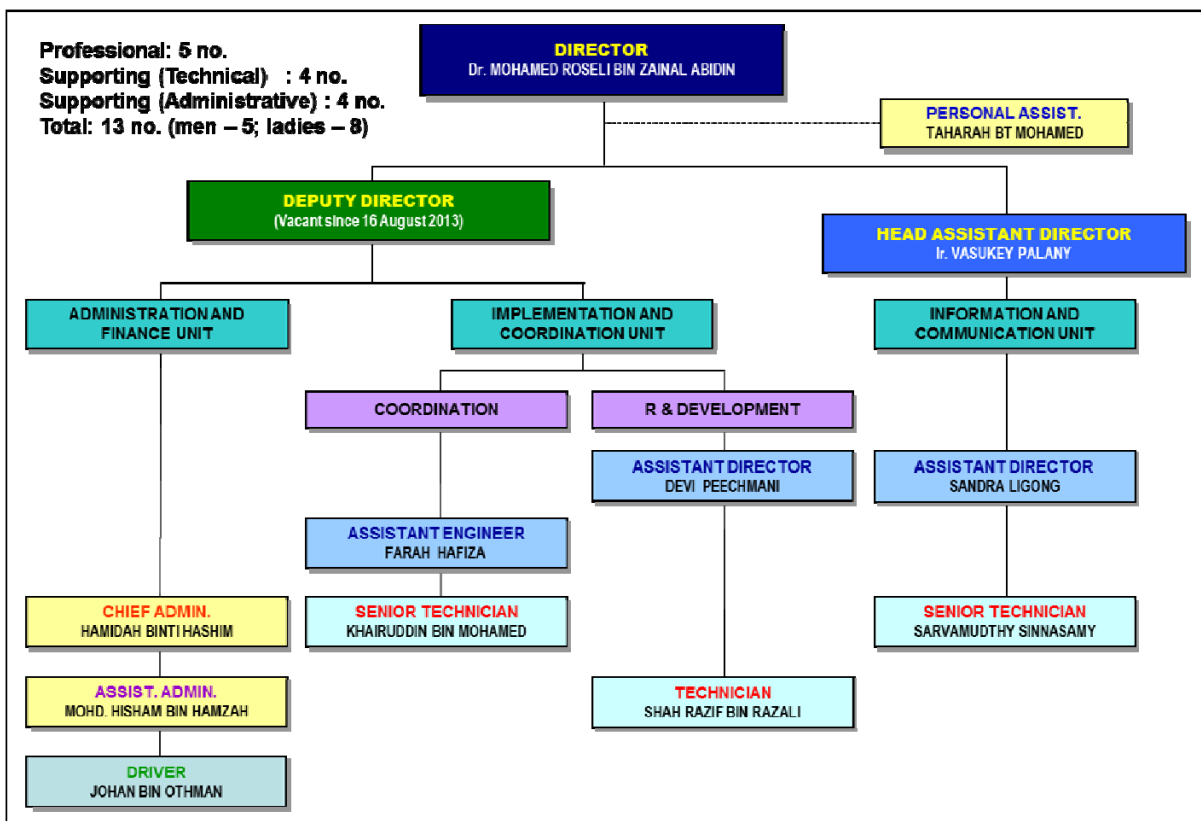 Professional: 5 no.
Supporting (Technical) : 4 no.
Supporting (Administrative) : 4 no.
Total: 13 no. (men – 5; ladies – 8)
DIRECTOR
Dr. MOHAMED ROSELI BIN ZAINAL ABIDIN
PERSONAL ASSIST.
TAHARAH BT MOHAMED
DEPUTY DIRECTOR
(Vacant since 16 August 2013)
HEAD ASSISTANT DIRECTOR
Ir. VASUKEY PALANY
ADMINISTRATION AND
FINANCE UNIT
IMPLEMENTATION AND
COORDINATION UNIT
INFORMATION AND
COMMUNICATION UNIT
COORDINATION
R & DEVELOPMENT
ASSISTANT DIRECTOR
DEVI PEECHMANI
ASSISTANT DIRECTOR
SANDRA LIGONG
ASSISTANT ENGINEER
FARAH HAFIZA
CHIEF ADMIN.
HAMIDAH BINTI HASHIM
SENIOR TECHNICIAN
KHAIRUDDIN BIN MOHAMED
SENIOR TECHNICIAN
SARVAMUDTHY SINNASAMY
ASSIST. ADMIN.
MOHD. HISHAM BIN HAMZAH
TECHNICIAN
SHAH RAZIF BIN RAZALI
DRIVER
JOHAN BIN OTHMAN